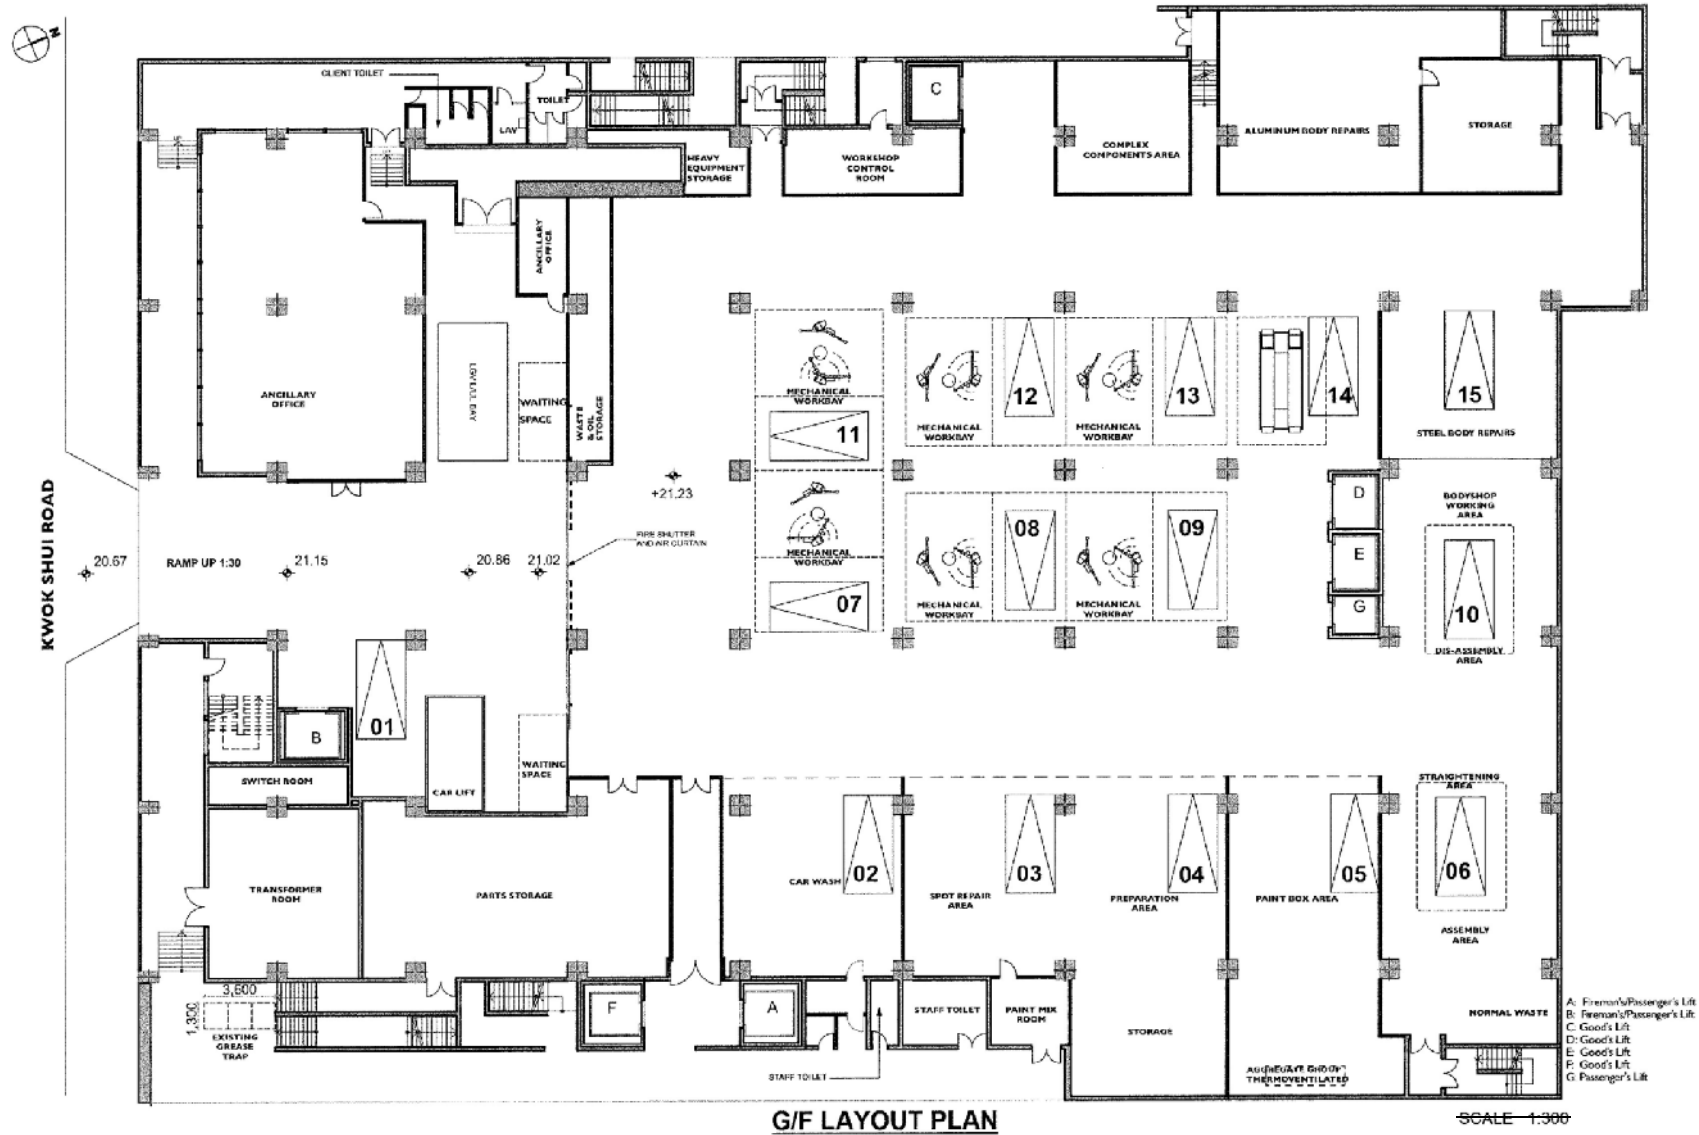 N
CLIENT TOILET
TOILET
LAV
C
HEAVY
EQUIPMENT
STORAGE
WORKSHOP
CONTROL
ROOM
COMPLEX
COMPONENTS AREA
ALUMINUM BODY REPAIRS
STORAGE
ANCILLARY
OFFICE
ANCILLARY
OFFICE
WAITING
SPACE
WASTE
& OIL
STORAGE
MECHANICAL
WORKBAY
11
MECHANICAL
WORKBAY
12
MECHANICAL
WORKBAY
13
14
15
STEEL BODY REPAIRS
+21.23
FIRE SHUTTER
AND AIR CURTAIN
KWOK SHUI ROAD
20.67
RAMP UP 1:30
21.15
20.86
21.02
MECHANICAL
WORKBAY
07
MECHANICAL
WORKBAY
08
MECHANICAL
WORKBAY
09
D
E
G
BODYSHOP
WORKING
AREA
10
DIS-ASSEMBLY
AREA
01
B
SWITCH ROOM
CAR LIFT
WAITING
SPACE
TRANSFORMER
ROOM
PARTS STORAGE
CAR WASH
02
SPOT REPAIR
AREA
03
PREPARATION
AREA
04
PAINT BOX AREA
05
STRAIGHTENING
AREA
06
ASSEMBLY
AREA
3,600
1,300
EXISTING
GREASE
TRAP
F
A
STAFF TOILET
STAFF TOILET
PAINT MIX
ROOM
STORAGE
THERMOVENTILATED
NORMAL WASTE
A: Fireman's/Passenger's Lift
B: Fireman's/Passenger's Lift
C: Good's Lift
D: Good's Lift
E: Good's Lift
F: Good's Lift
G: Passenger's Lift
G/F LAYOUT PLAN
SCALE 1:300